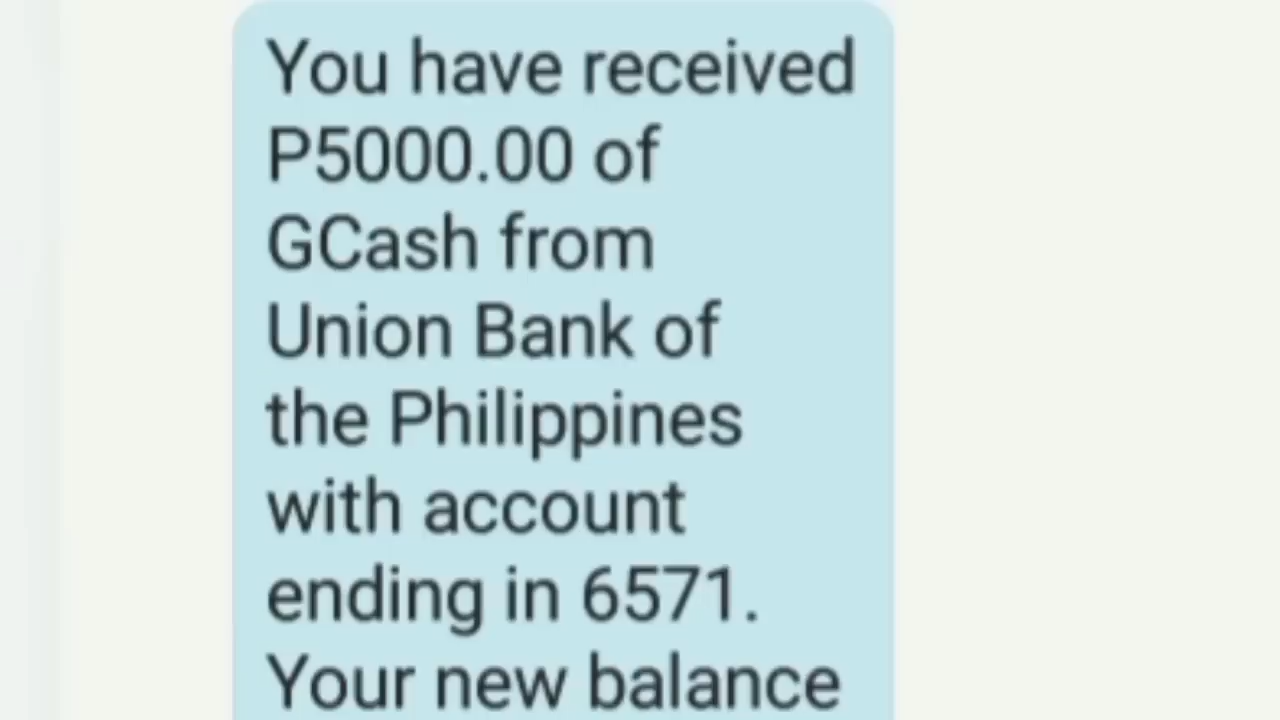 You have received
P5000.00 of
GCash from
Union Bank of
the Philippines
with account
ending in 6571.
Your new balance